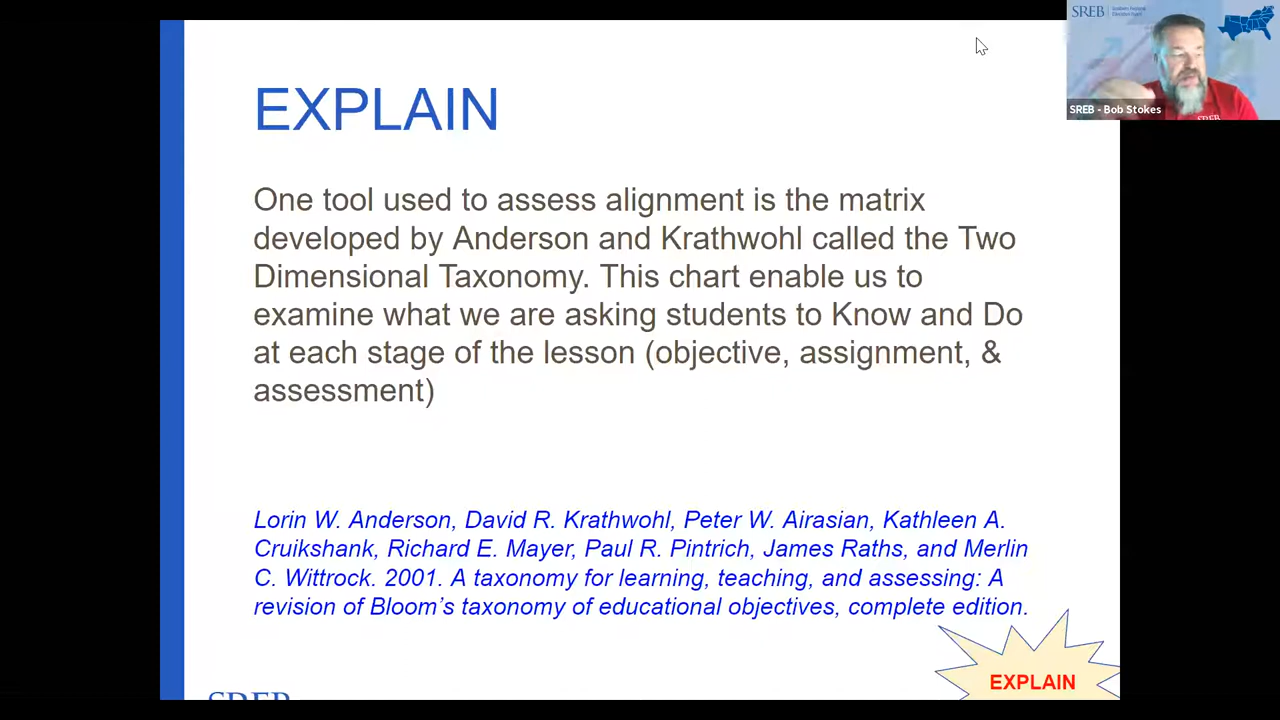 SREB
EXPLAIN
SREB - Bob Stokes
One tool used to assess alignment is the matrix
developed by Anderson and Krathwohl called the Two
Dimensional Taxonomy. This chart enable us to
examine what we are asking students to Know and Do
at each stage of the lesson (objective, assignment, &
assessment)
Lorin W. Anderson, David R. Krathwohl, Peter W. Airasian, Kathleen A.
Cruikshank, Richard E. Mayer, Paul R. Pintrich, James Raths, and Merlin
C. Wittrock. 2001. A taxonomy for learning, teaching, and assessing: A
revision of Bloom's taxonomy of educational objectives, complete edition.
EXPLAIN
SREB